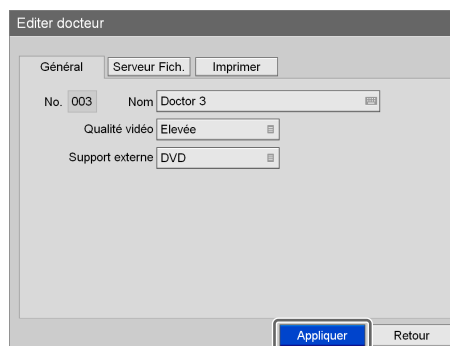 Editer docteur
Général Serveur Fich. Imprimer
No. 003 Nom Doctor 3
Qualité vidéo Elevée
Support externe DVD
Appliquer Retour